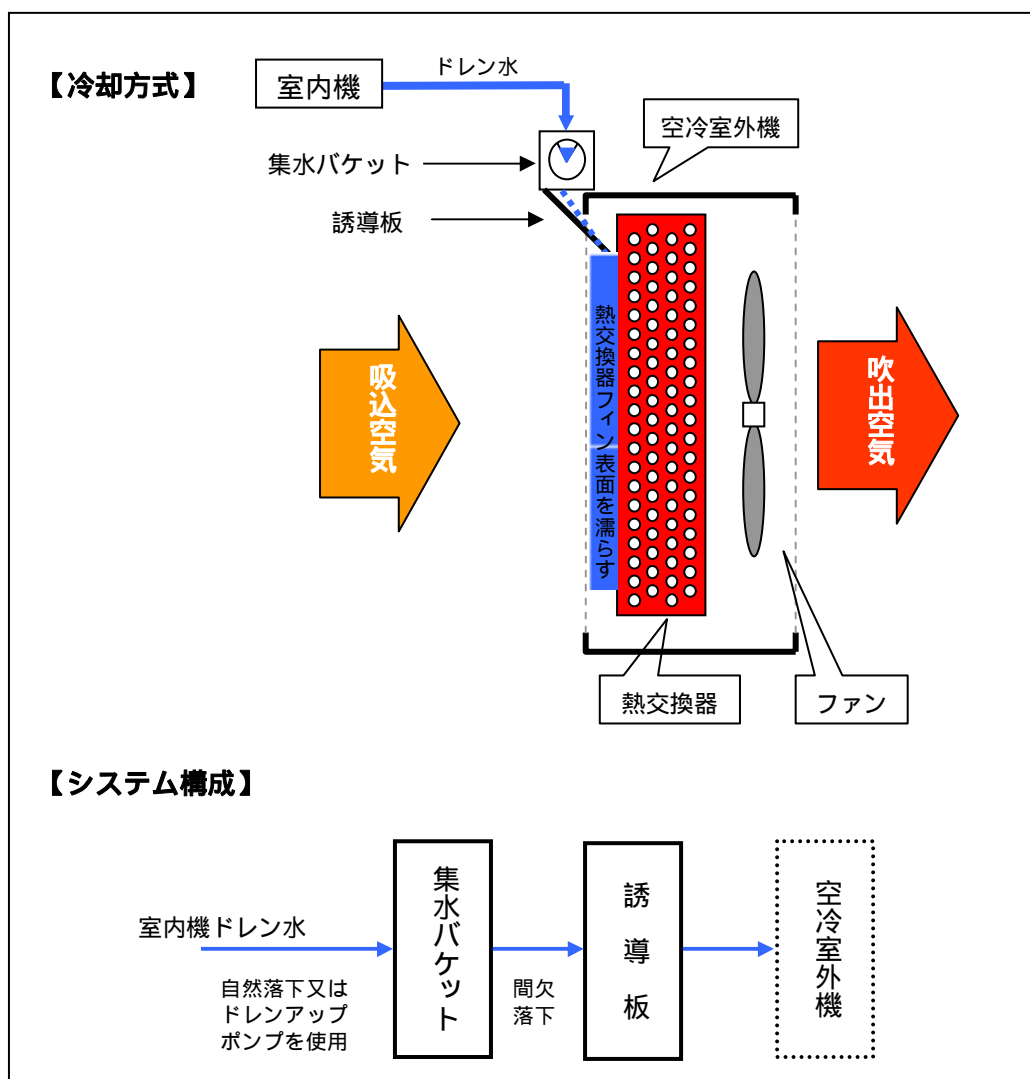 【冷却方式】
室内機
ドレン水
空冷室外機
集水バケット
誘導板
吸込空気
熱交換器フィン表面を濡らす
吹出空気
熱交換器
ファン
【システム構成】
室内機ドレン水
自然落下又は
ドレンアップ
ポンプを使用
集水バケット
間欠
落下
誘導板
空冷室外機